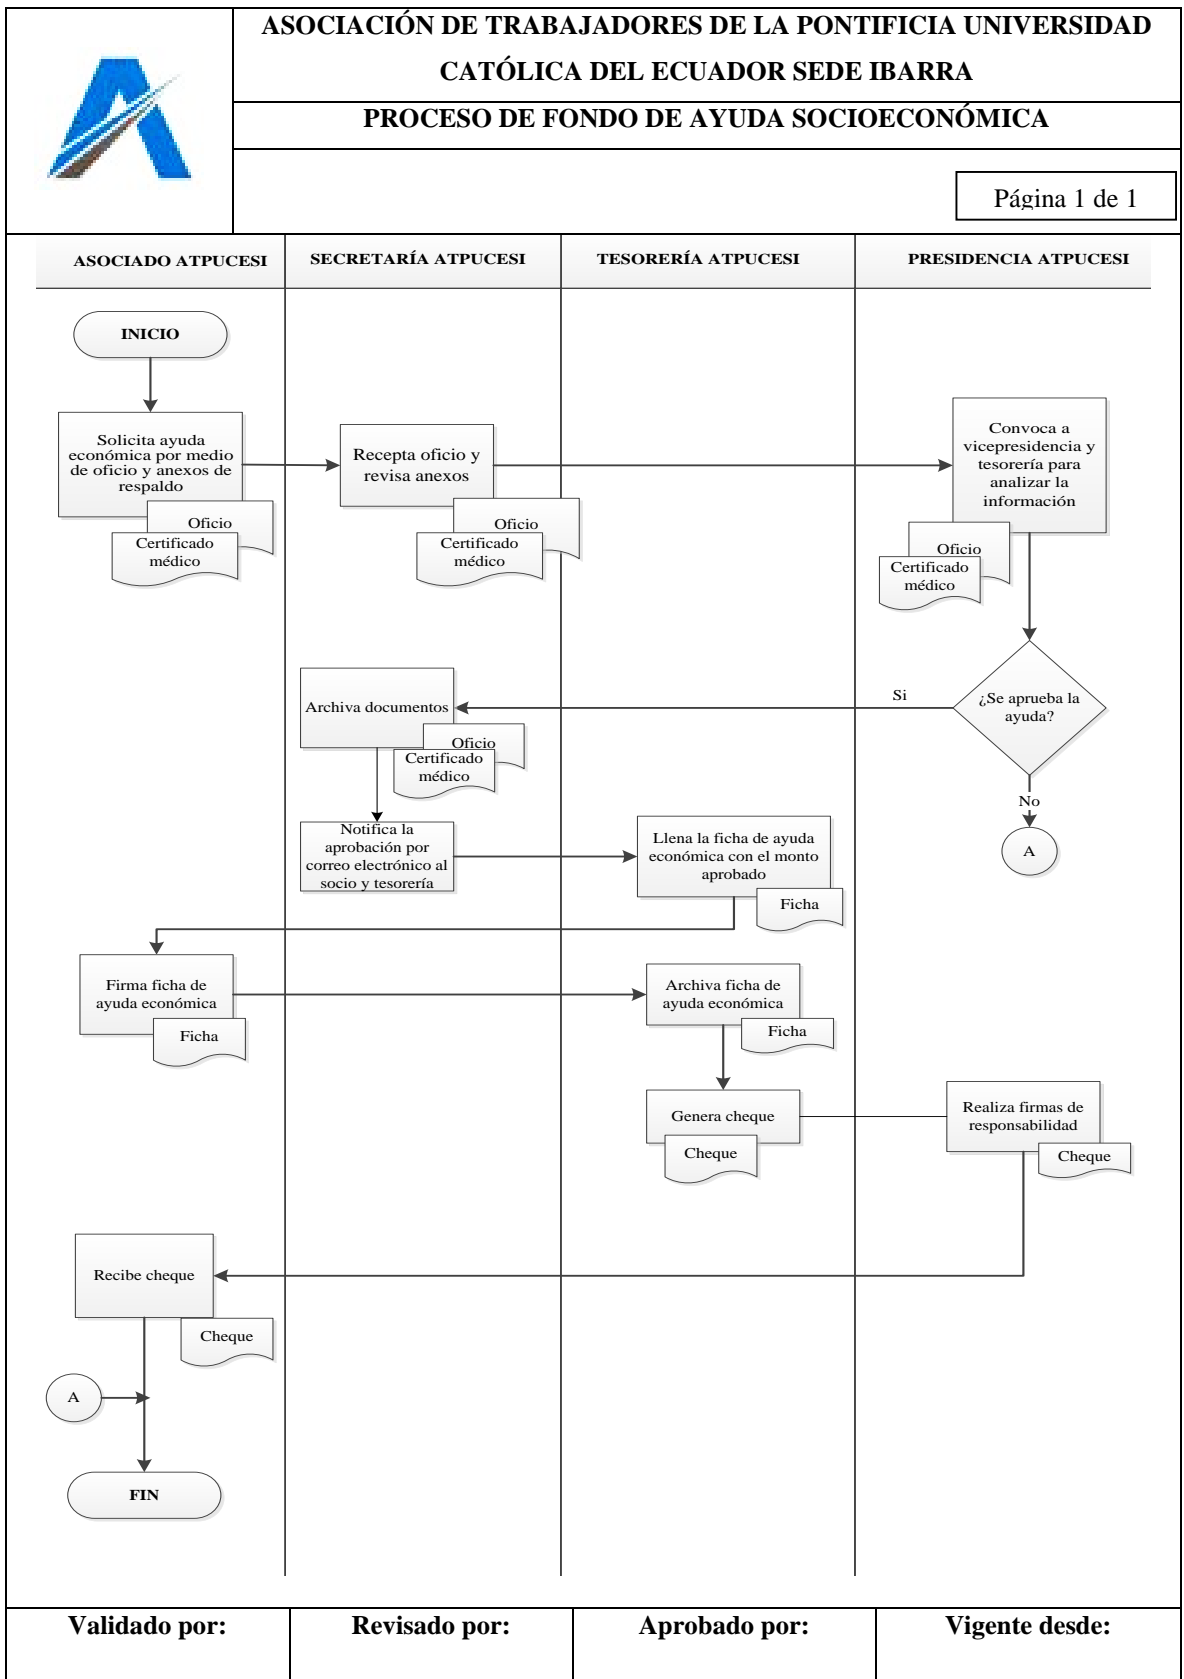 ASOCIACIÓN DE TRABAJADORES DE LA PONTIFICIA UNIVERSIDAD
CATÓLICA DEL ECUADOR SEDE IBARRA
PROCESO DE FONDO DE AYUDA SOCIOECONÓMICA
Página 1 de 1
ASOCIADO ATPUCESI
SECRETARÍA ATPUCESI
TESORERÍA ATPUCESI
PRESIDENCIA ATPUCESI
INICIO
Solicita ayuda
económica por medio
de oficio y anexos de
respaldo
Oficio
Certificado
médico
Recepta oficio y
revisa anexos
Oficio
Certificado
médico
Convoca a
vicepresidencia y
tesorería para
analizar la
información
Oficio
Certificado
médico
¿Se aprueba la
ayuda?
Si
No
A
Archiva documentos
Oficio
Certificado
médico
Notifica la
aprobación por
correo electrónico al
socio y tesorería
Llena la ficha de ayuda
económica con el monto
aprobado
Ficha
Firma ficha de
ayuda económica
Ficha
Archiva ficha de
ayuda económica
Ficha
Genera cheque
Cheque
Realiza firmas de
responsabilidad
Cheque
Recibe cheque
Cheque
A
FIN
Validado por:
Revisado por:
Aprobado por:
Vigente desde: